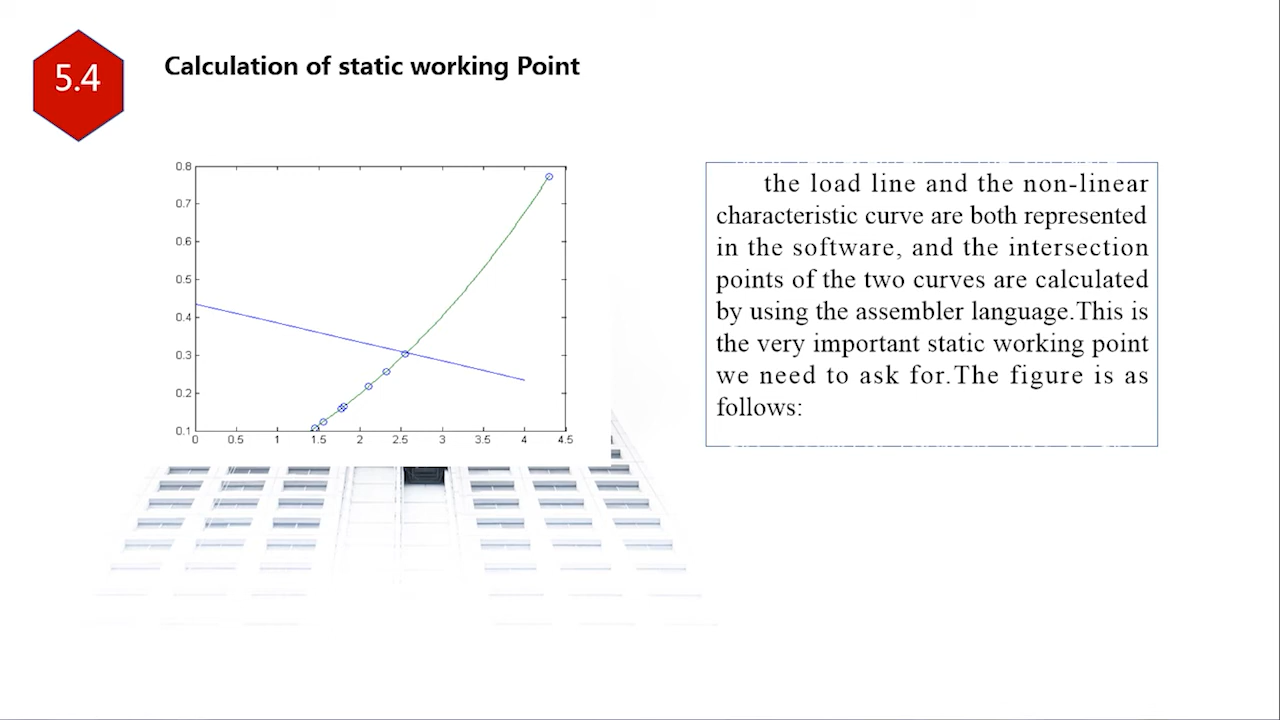 5.4
Calculation of static working Point
0.8
0.7
0.6
0.5
0.4
0.3
0.2
0.1
0 0.5 1 1.5 2 2.5 3 3.5 4 4.5
the load line and the non-linear
characteristic curve are both represented
in the software, and the intersection
points of the two curves are calculated
by using the assembler language.This is
the very important static working point
we need to ask for.The figure is as
follows: